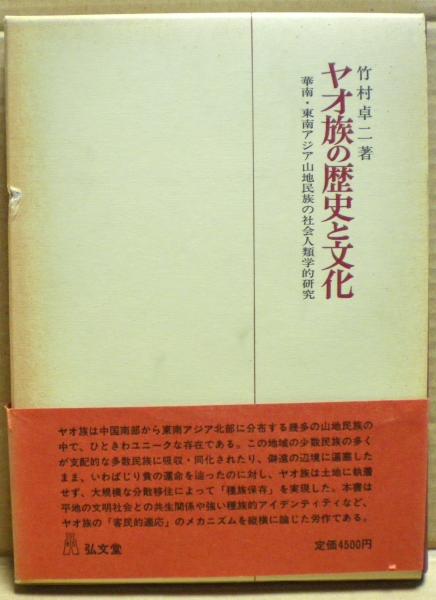 竹村卓二著
ヤオ族の歴史と文化
華南・東南アジア山地民族の社会人類学的研究
ヤオ族は中国南部から東南アジア北部に分布する幾多の山地民族の
中で、ひときわユニークな存在である。この地域の少数民族の多く
が支配的な多数民族に吸収・同化されたり、僻遠の辺境に逼塞した
まま、いわばじり貧の運命を辿ったのに対し、ヤオ族は土地に執着
せず、大規模な分散移住によって「種族保存」を実現した。本書は
平地の文明社会との共生関係や強い種族的アイデンティティなど、
ヤオ族の「客民的適応」のメカニズムを縦横に論じた労作である。
弘文堂
定価4500円